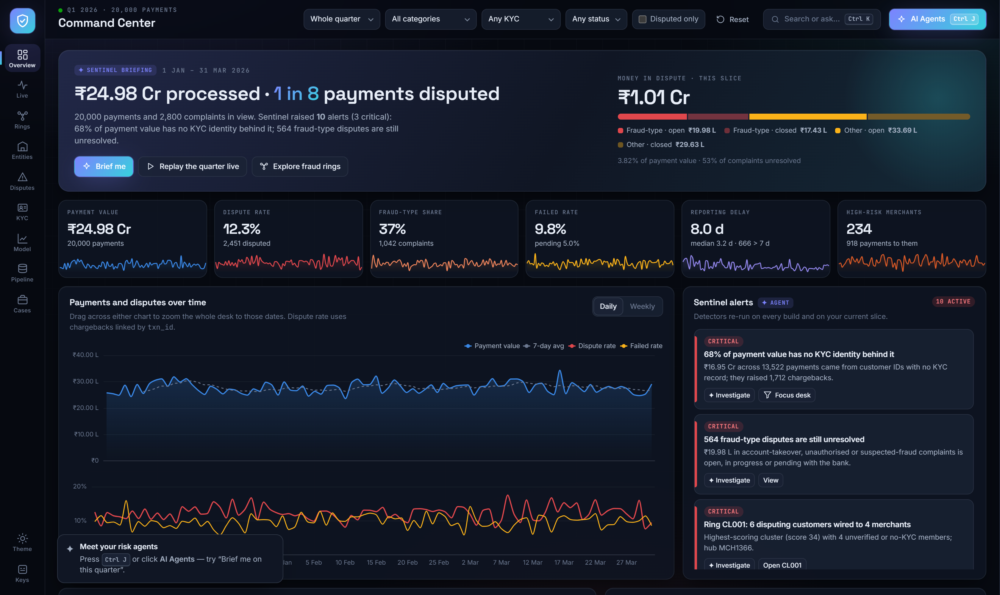 Q1 2026 · 20,000 PAYMENTS
Command Center
Whole quarter
All categories
Any KYC
Any status
Disputed only
Reset
Search or ask... Ctrl K
AI Agents Ctrl J
Overview
Live
Rings
Entities
Disputes
KYC
Model
Pipeline
Cases
Theme
Keys
SENTINEL BRIEFING 1 JAN – 31 MAR 2026
₹24.98 Cr processed · 1 in 8 payments disputed
20,000 payments and 2,800 complaints in view. Sentinel raised 10 alerts (3 critical):
68% of payment value has no KYC identity behind it; 564 fraud-type disputes are still
unresolved.
Brief me
Replay the quarter live
Explore fraud rings
MONEY IN DISPUTE · THIS SLICE
₹1.01 Cr
Fraud-type · open ₹19.98 L Fraud-type · closed ₹17.43 L Other · open ₹33.69 L
Other · closed ₹29.63 L
3.82% of payment value · 53% of complaints unresolved
PAYMENT VALUE
₹24.98 Cr
20,000 payments
DISPUTE RATE
12.3%
2,451 disputed
FRAUD-TYPE SHARE
37%
1,042 complaints
FAILED RATE
9.8%
pending 5.0%
REPORTING DELAY
8.0 d
median 3.2 d · 666 > 7 d
HIGH-RISK MERCHANTS
234
918 payments to them
Payments and disputes over time
Drag across either chart to zoom the whole desk to those dates. Dispute rate uses
chargebacks linked by txn_id.
Daily Weekly
Payment value 7-day avg Dispute rate Failed rate
₹40.00 L
₹30.00 L
₹20.00 L
₹10.00 L
₹0
20%
10%
Jan 5 Feb 10 Feb 15 Feb 20 Feb 25 Feb 2 Mar 7 Mar 12 Mar 17 Mar 22 Mar 27 Mar
Meet your risk agents
Press Ctrl J or click AI Agents — try “Brief me on
this quarter”.
Sentinel alerts AGENT 10 ACTIVE
Detectors re-run on every build and on your current slice.
CRITICAL
68% of payment value has no KYC identity behind it
₹16.95 Cr across 13,522 payments came from customer IDs with no KYC
record; they raised 1,712 chargebacks.
Investigate Focus desk
CRITICAL
564 fraud-type disputes are still unresolved
₹19.98 L in account-takeover, unauthorised or suspected-fraud complaints is
open, in progress or pending with the bank.
Investigate View
CRITICAL
Ring CL001: 6 disputing customers wired to 4 merchants
Highest-scoring cluster (score 34) with 4 unverified or no-KYC members;
hub MCH1366.
Investigate Open CL001